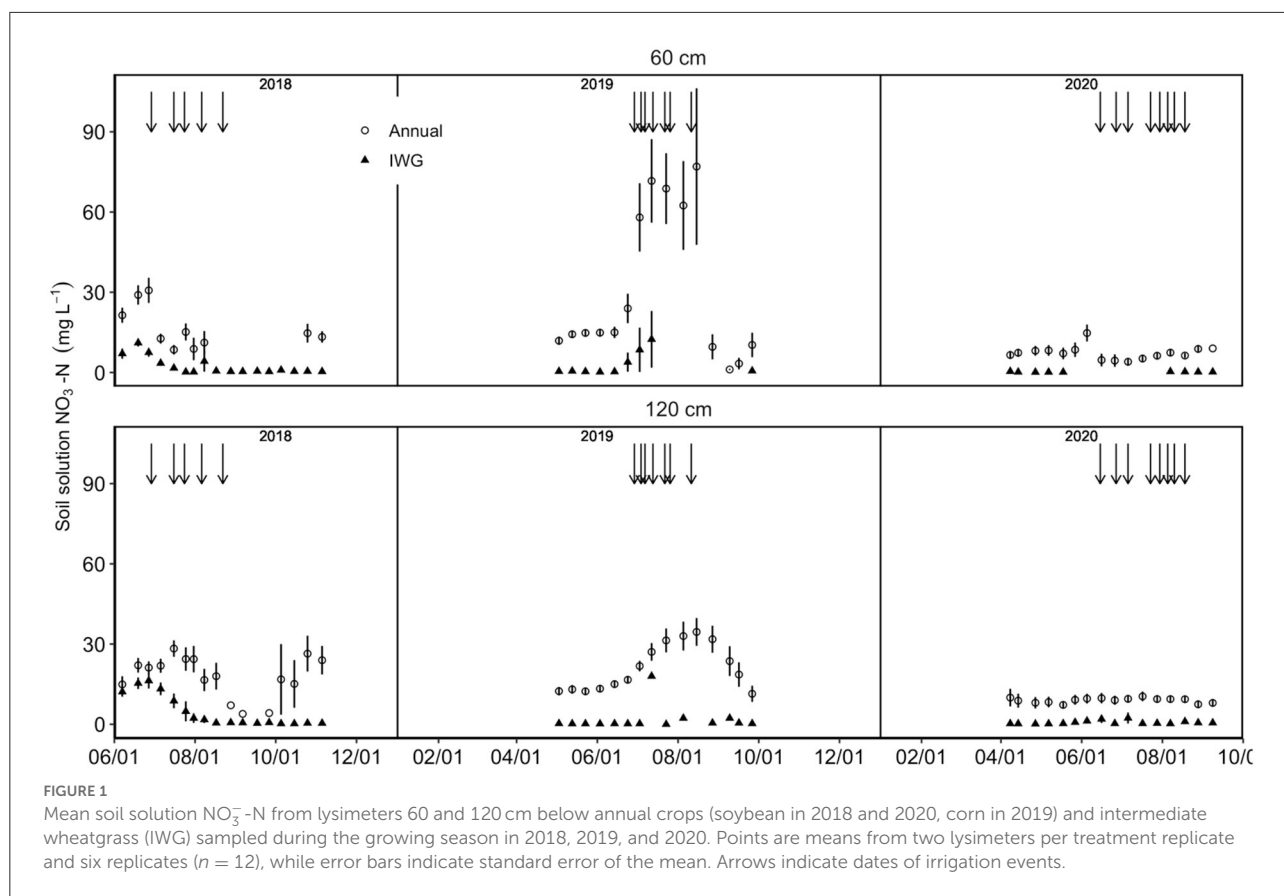 60 cm
2018
2019
2020
Annual
IWG
90
60
30
0
120 cm
2018
2019
2020
90
60
30
0
Soil solution NO₃ -N (mg L⁻¹)
06/01 08/01 10/01 12/01 02/01 04/01 06/01 08/01 10/01 12/01 02/01 04/01 06/01 08/01 10/
FIGURE 1
Mean soil solution NO₃⁻-N from lysimeters 60 and 120 cm below annual crops (soybean in 2018 and 2020, corn in 2019) and intermediate
wheatgrass (IWG) sampled during the growing season in 2018, 2019, and 2020. Points are means from two lysimeters per treatment replicate
and six replicates (n = 12), while error bars indicate standard error of the mean. Arrows indicate dates of irrigation events.